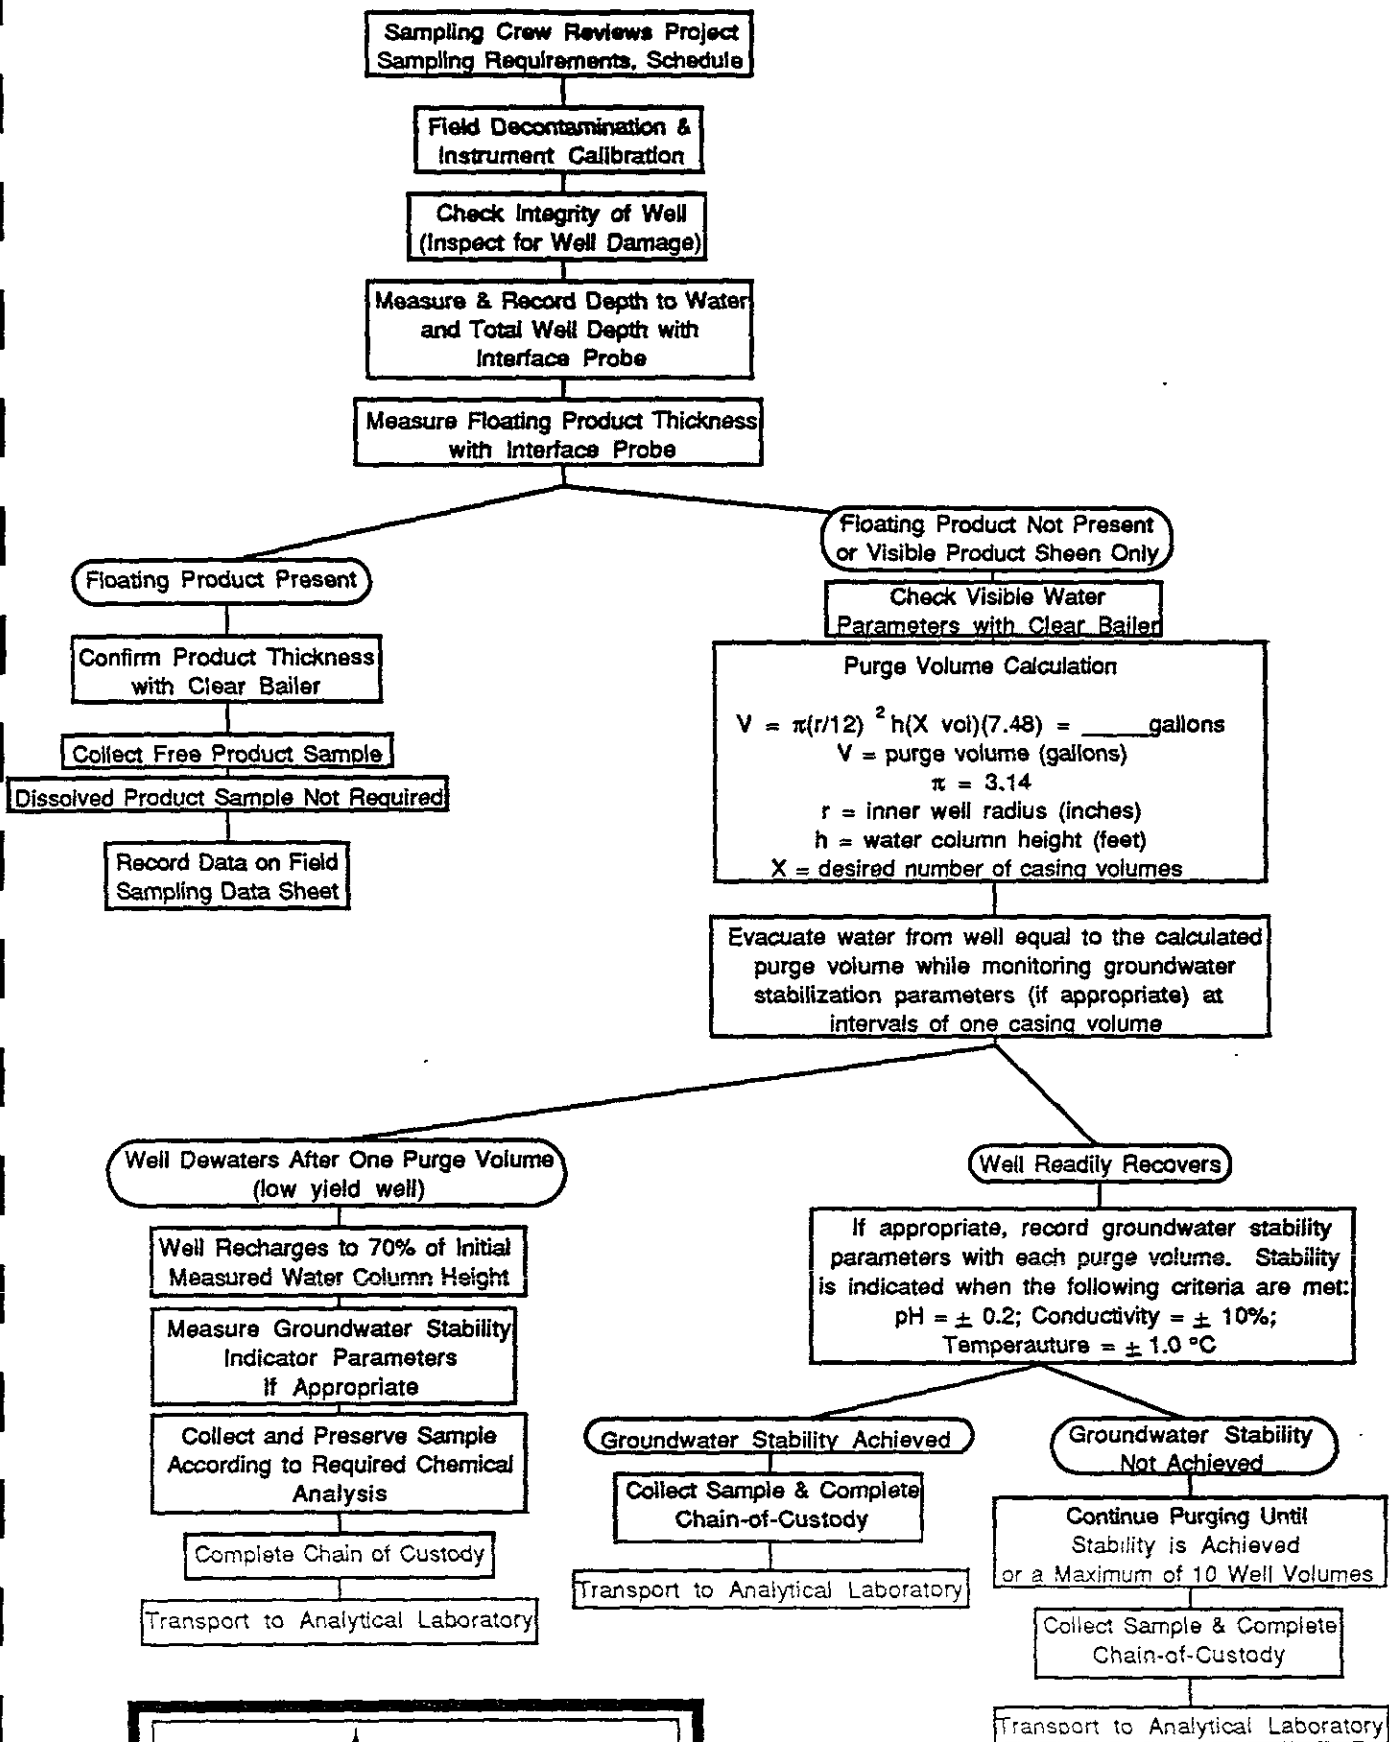 Sampling Crew Reviews Project
Sampling Requirements, Schedule
Field Decontamination &
Instrument Calibration
Check Integrity of Well
(Inspect for Well Damage)
Measure & Record Depth to Water
and Total Well Depth with
Interface Probe
Measure Floating Product Thickness
with Interface Probe
Floating Product Present
Confirm Product Thickness
with Clear Bailer
Collect Free Product Sample
Dissolved Product Sample Not Required
Record Data on Field
Sampling Data Sheet
Floating Product Not Present
or Visible Product Sheen Only
Check Visible Water
Parameters with Clear Bailer
Purge Volume Calculation
V = π(r/12) ² h(X vol)(7.48) = _____gallons
V = purge volume (gallons)
π = 3.14
r = inner well radius (inches)
h = water column height (feet)
X = desired number of casing volumes
Evacuate water from well equal to the calculated
purge volume while monitoring groundwater
stabilization parameters (if appropriate) at
intervals of one casing volume
Well Dewaters After One Purge Volume
(low yield well)
Well Recharges to 70% of Initial
Measured Water Column Height
Measure Groundwater Stability
Indicator Parameters
If Appropriate
Collect and Preserve Sample
According to Required Chemical
Analysis
Complete Chain of Custody
Transport to Analytical Laboratory
Well Readily Recovers
If appropriate, record groundwater stability
parameters with each purge volume. Stability
is indicated when the following criteria are met:
pH = ± 0.2; Conductivity = ± 10%;
Temperauture = ± 1.0 °C
Groundwater Stability Achieved
Collect Sample & Complete
Chain-of-Custody
Transport to Analytical Laboratory
Groundwater Stability
Not Achieved
Continue Purging Until
Stability is Achieved
or a Maximum of 10 Well Volumes
Collect Sample & Complete
Chain-of-Custody
Transport to Analytical Laboratory